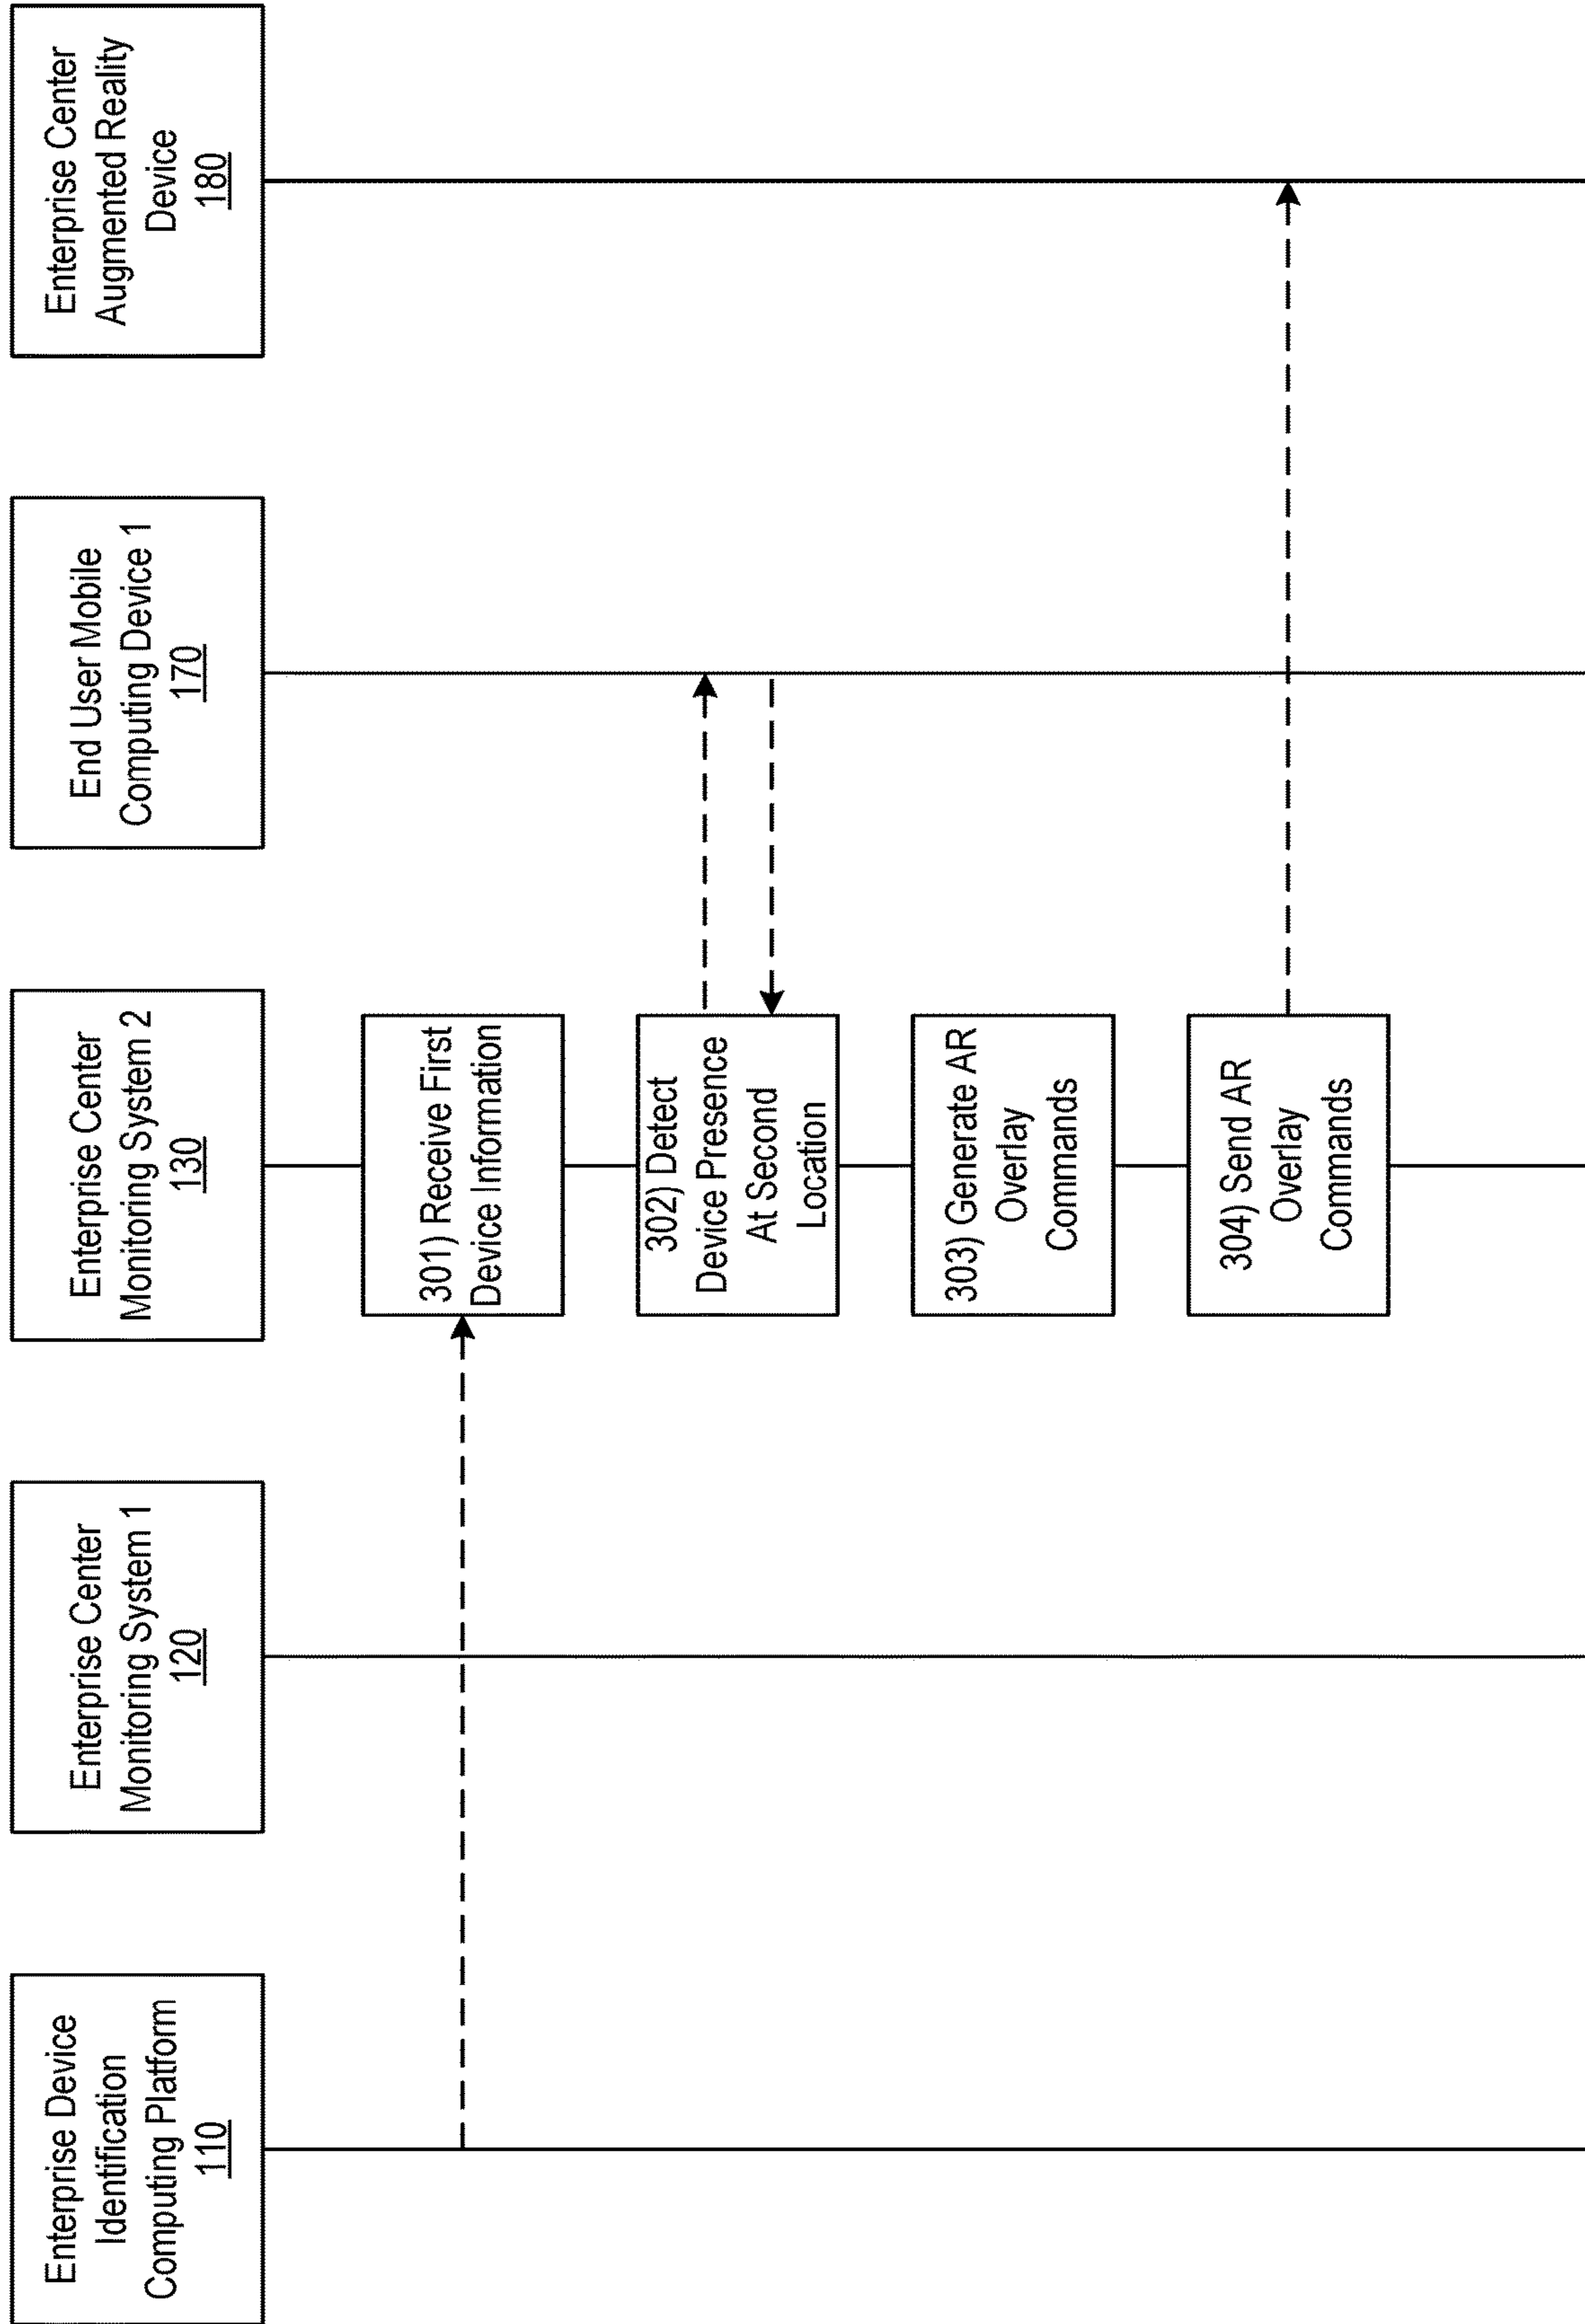 Enterprise Device
Identification
Computing Platform
110
Enterprise Center
Monitoring System 1
120
Enterprise Center
Monitoring System 2
130
End User Mobile
Computing Device 1
170
Enterprise Center
Augmented Reality
Device
180
301) Receive First
Device Information
302) Detect
Device Presence
At Second
Location
303) Generate AR
Overlay
Commands
304) Send AR
Overlay
Commands